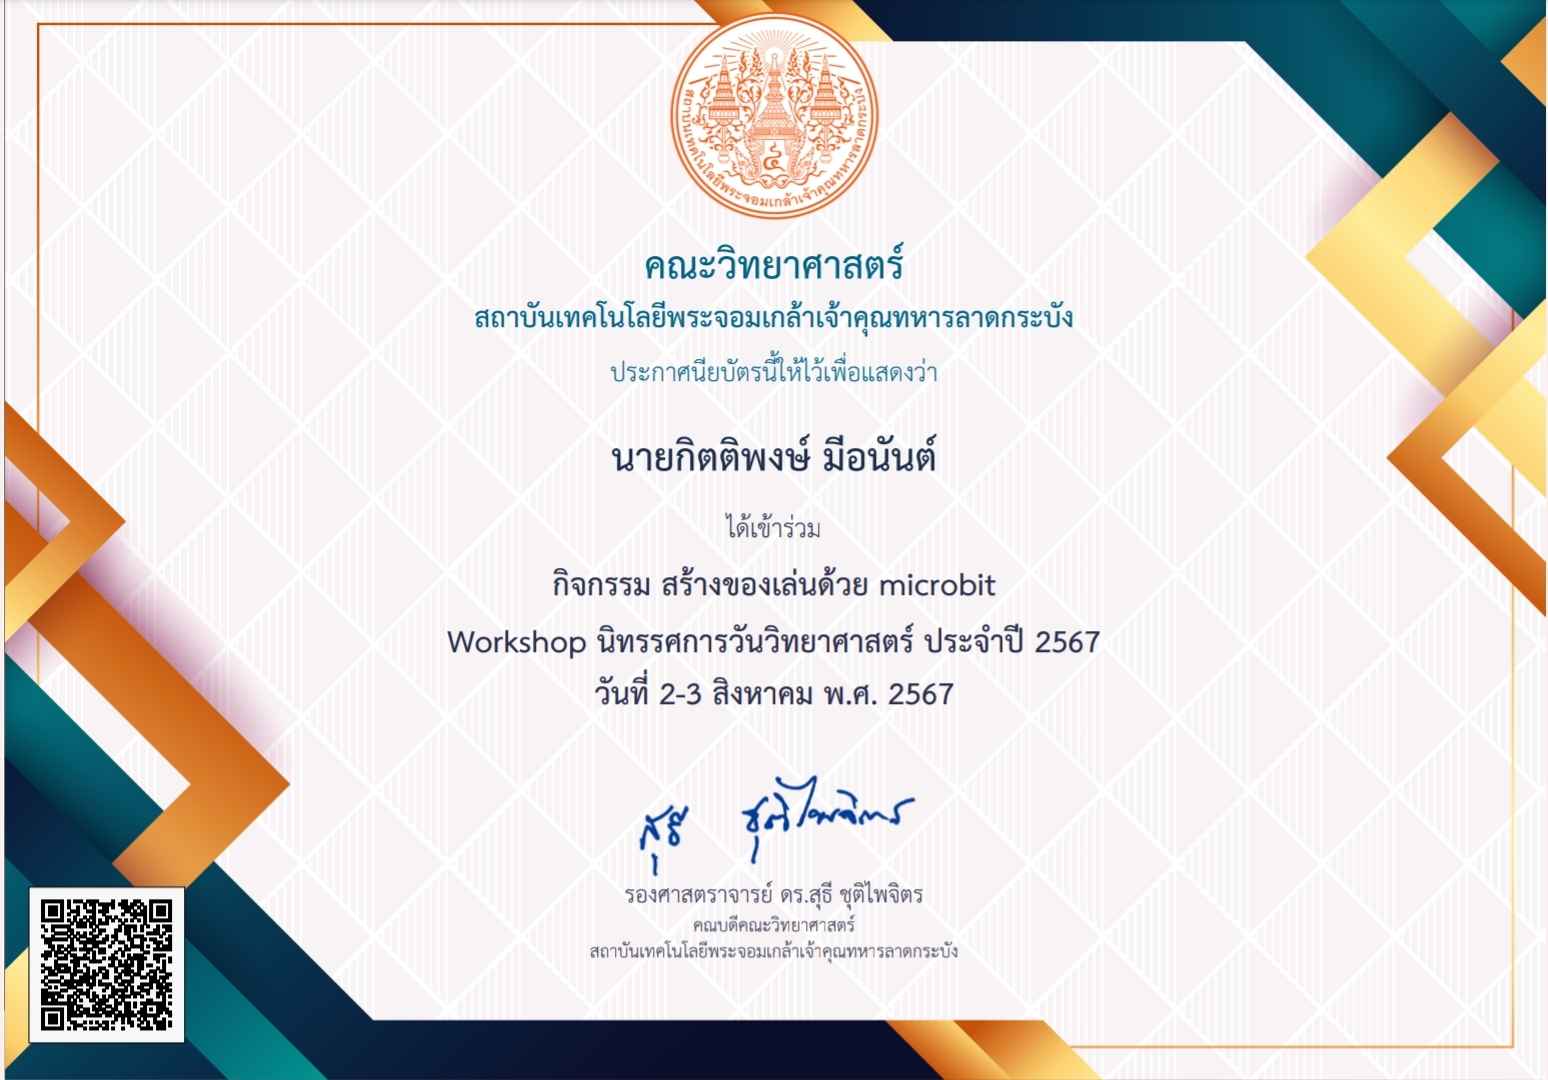 สถาบันเทคโนโลยีพระจอมเกล้าเจ้าคุณทหารลาดกระบัง
คณะวิทยาศาสตร์
สถาบันเทคโนโลยีพระจอมเกล้าเจ้าคุณทหารลาดกระบัง
ประกาศนียบัตรนี้ให้ไว้เพื่อแสดงว่า
นายกิตติพงษ์ มีอนันต์
ได้เข้าร่วม
กิจกรรม สร้างของเล่นด้วย microbit
Workshop นิทรรศการวันวิทยาศาสตร์ ประจำปี 2567
วันที่ 2-3 สิงหาคม พ.ศ. 2567
สุธี ชุติไพจิตร
รองศาสตราจารย์ ดร.สุธี ชุติไพจิตร
คณบดีคณะวิทยาศาสตร์
สถาบันเทคโนโลยีพระจอมเกล้าเจ้าคุณทหารลาดกระบัง